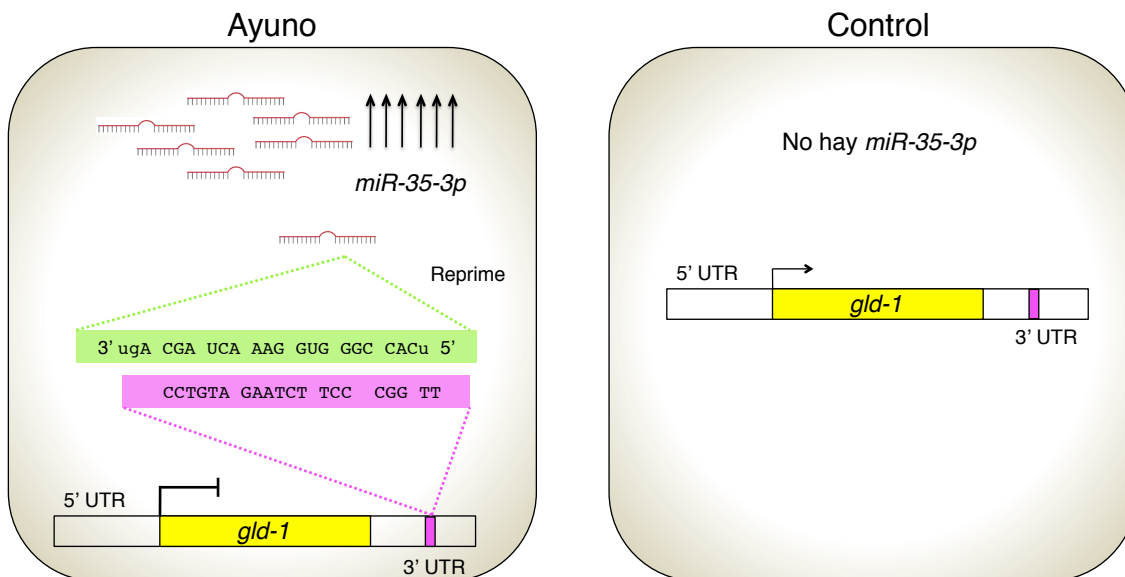 Ayuno
miR-35-3p
Reprime
3' ugA CGA UCA AAG GUG GGC CACu 5'
CCTGTA GAATCT TCC CGG TT
5' UTR
gld-1
3' UTR
Control
No hay miR-35-3p
5' UTR
gld-1
3' UTR